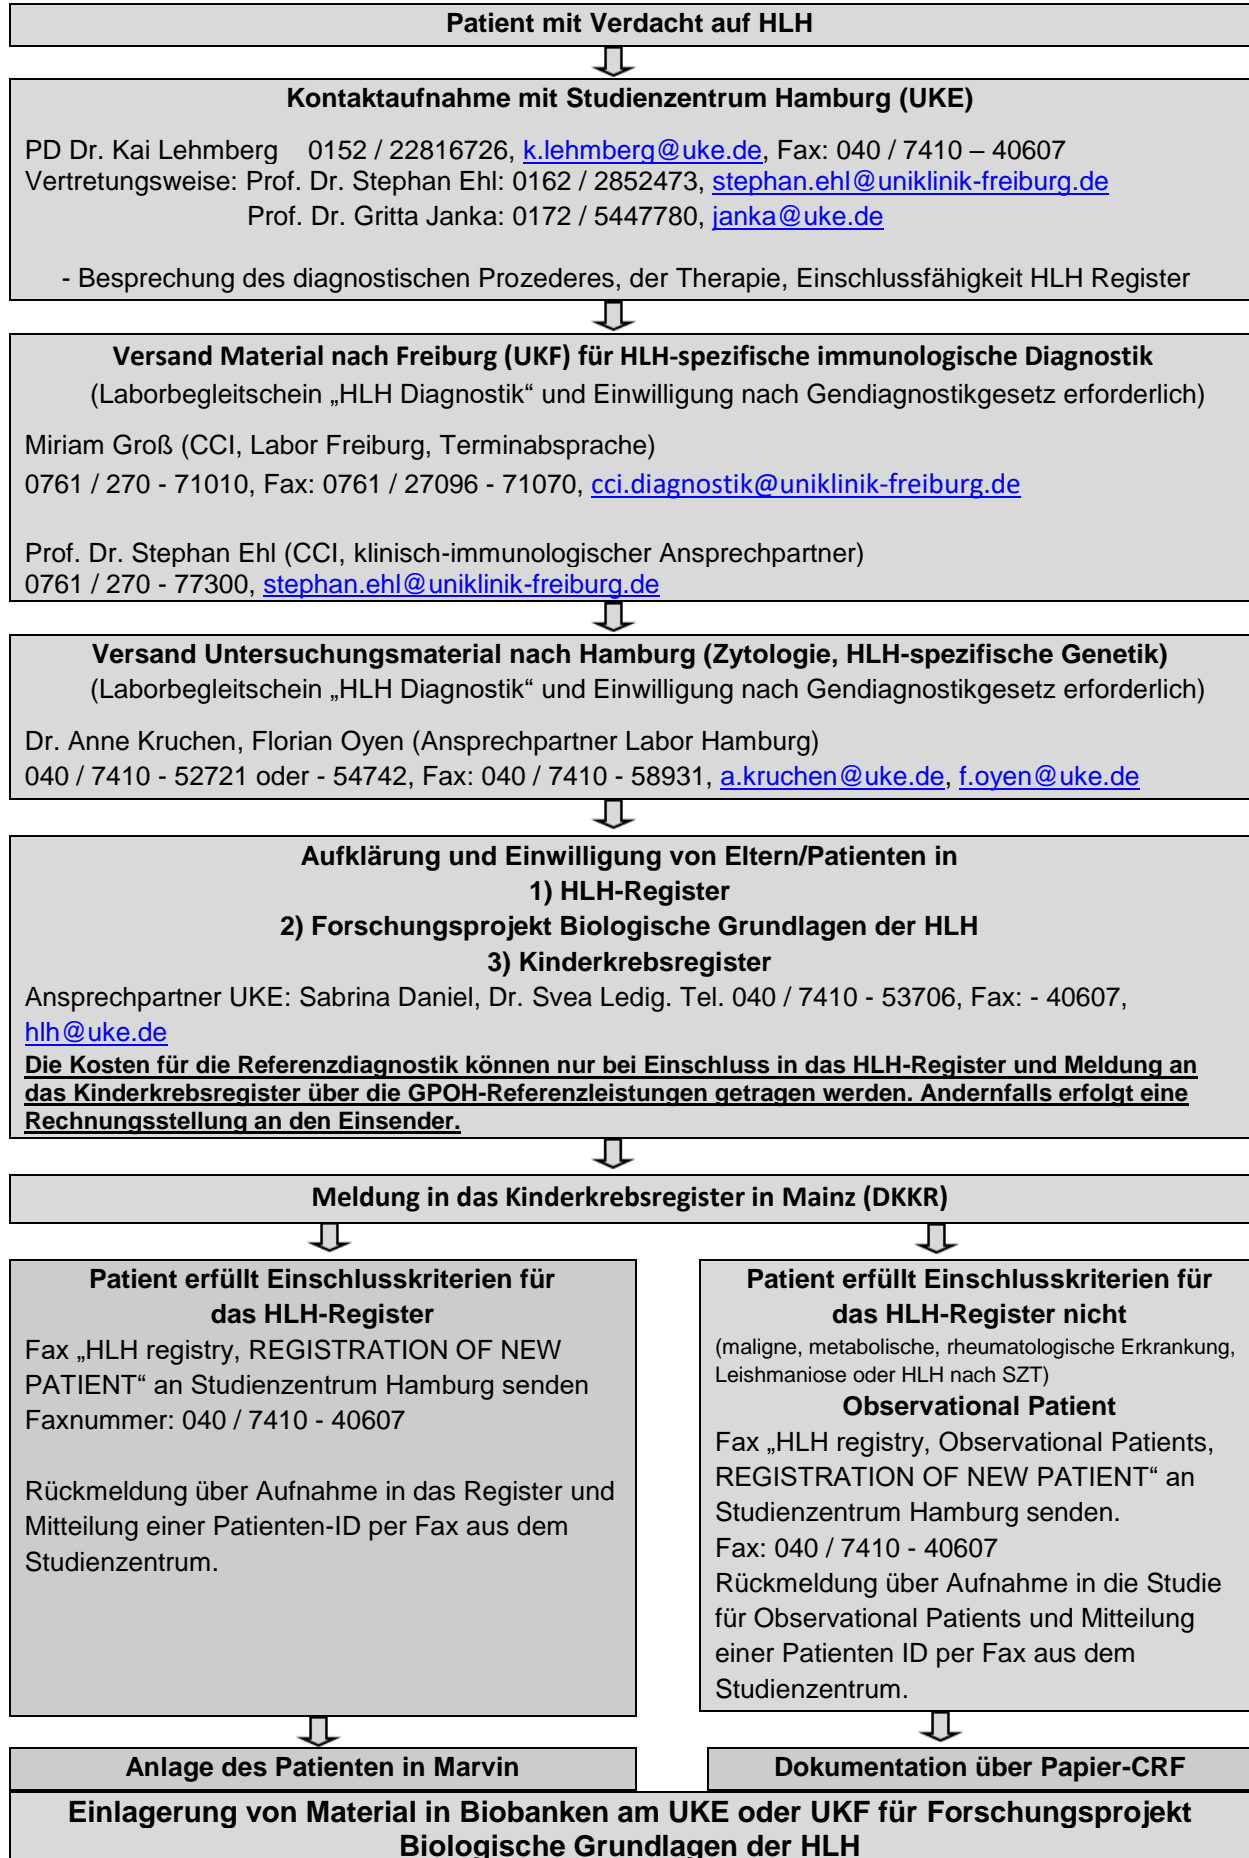 Patient mit Verdacht auf HLH
Kontaktaufnahme mit Studienzentrum Hamburg (UKE)
PD Dr. Kai Lehmberg 0152 / 22816726, k.lehmberg@uke.de, Fax: 040 / 7410 – 40607
Vertretungsweise: Prof. Dr. Stephan Ehl: 0162 / 2852473, stephan.ehl@uniklinik-freiburg.de
Prof. Dr. Gritta Janka: 0172 / 5447780, janka@uke.de
- Besprechung des diagnostischen Prozederes, der Therapie, Einschlussfähigkeit HLH Register
Versand Material nach Freiburg (UKF) für HLH-spezifische immunologische Diagnostik
(Laborbegleitschein „HLH Diagnostik“ und Einwilligung nach Gendiagnostikgesetz erforderlich)
Miriam Groß (CCI, Labor Freiburg, Terminabsprache)
0761 / 270 - 71010, Fax: 0761 / 27096 - 71070, cci.diagnostik@uniklinik-freiburg.de
Prof. Dr. Stephan Ehl (CCI, klinisch-immunologischer Ansprechpartner)
0761 / 270 - 77300, stephan.ehl@uniklinik-freiburg.de
Versand Untersuchungsmaterial nach Hamburg (Zytologie, HLH-spezifische Genetik)
(Laborbegleitschein „HLH Diagnostik“ und Einwilligung nach Gendiagnostikgesetz erforderlich)
Dr. Anne Kruchen, Florian Oyen (Ansprechpartner Labor Hamburg)
040 / 7410 - 52721 oder - 54742, Fax: 040 / 7410 - 58931, a.kruchen@uke.de, f.oyen@uke.de
Aufklärung und Einwilligung von Eltern/Patienten in
1) HLH-Register
2) Forschungsprojekt Biologische Grundlagen der HLH
3) Kinderkrebsregister
Ansprechpartner UKE: Sabrina Daniel, Dr. Svea Ledig. Tel. 040 / 7410 - 53706, Fax: - 40607,
hlh@uke.de
Die Kosten für die Referenzdiagnostik können nur bei Einschluss in das HLH-Register und Meldung an
das Kinderkrebsregister über die GPOH-Referenzleistungen getragen werden. Andernfalls erfolgt eine
Rechnungsstellung an den Einsender.
Meldung in das Kinderkrebsregister in Mainz (DKKR)
Patient erfüllt Einschlusskriterien für
das HLH-Register
Fax „HLH registry, REGISTRATION OF NEW
PATIENT“ an Studienzentrum Hamburg senden
Faxnummer: 040 / 7410 - 40607
Rückmeldung über Aufnahme in das Register und
Mitteilung einer Patienten-ID per Fax aus dem
Studienzentrum.
Anlage des Patienten in Marvin
Patient erfüllt Einschlusskriterien für
das HLH-Register nicht
(maligne, metabolische, rheumatologische Erkrankung,
Leishmaniose oder HLH nach SZT)
Observational Patient
Fax „HLH registry, Observational Patients,
REGISTRATION OF NEW PATIENT“ an
Studienzentrum Hamburg senden.
Fax: 040 / 7410 - 40607
Rückmeldung über Aufnahme in die Studie
für Observational Patients und Mitteilung
einer Patienten ID per Fax aus dem
Studienzentrum.
Dokumentation über Papier-CRF
Einlagerung von Material in Biobanken am UKE oder UKF für Forschungsprojekt
Biologische Grundlagen der HLH